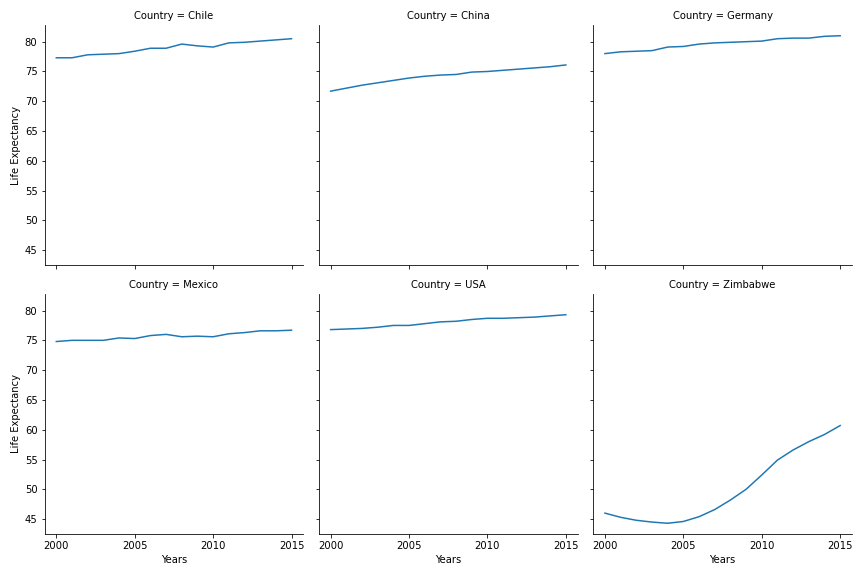 Country = Chile
Country = China
Country = Germany
80
75
70
65
60
55
50
45
Life Expectancy
Country = Mexico
Country = USA
Country = Zimbabwe
80
75
70
65
60
55
50
45
Life Expectancy
2000 2005 2010 2015
2000 2005 2010 2015
2000 2005 2010 2015
Years
Years
Years